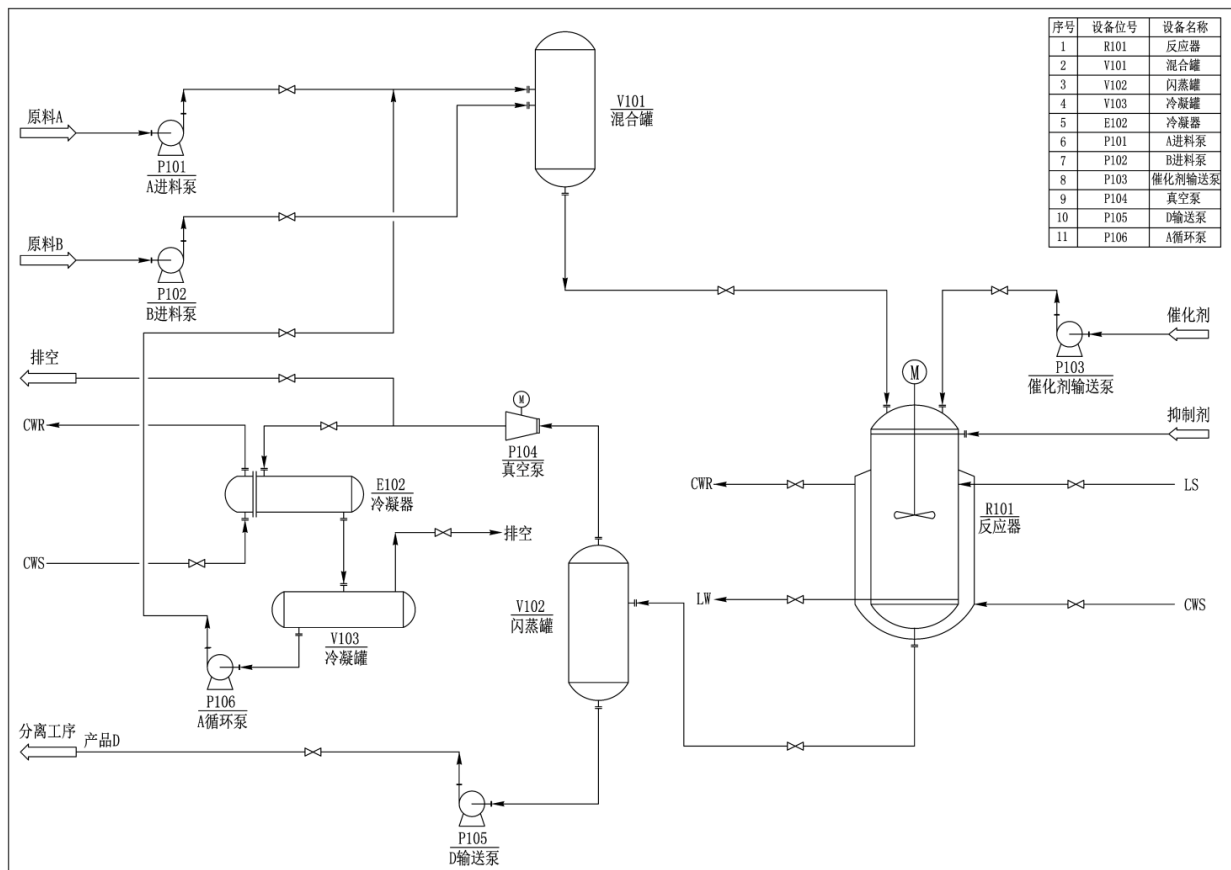 序号 设备位号 设备名称
1 R101 反应器
2 V101 混合罐
3 V102 闪蒸罐
4 V103 冷凝罐
5 E102 冷凝器
6 P101 A进料泵
7 P102 B进料泵
8 P103 催化剂输送泵
9 P104 真空泵
10 P105 D输送泵
11 P106 A循环泵
原料A
P101
A进料泵
原料B
P102
B进料泵
V101
混合罐
催化剂
P103
催化剂输送泵
排空
CWR
M
P104
真空泵
E102
冷凝器
CWS
排空
V103
冷凝罐
P106
A循环泵
V102
闪蒸罐
M
抑制剂
CWR
LS
R101
反应器
LW
CWS
分离工序
产品D
P105
D输送泵